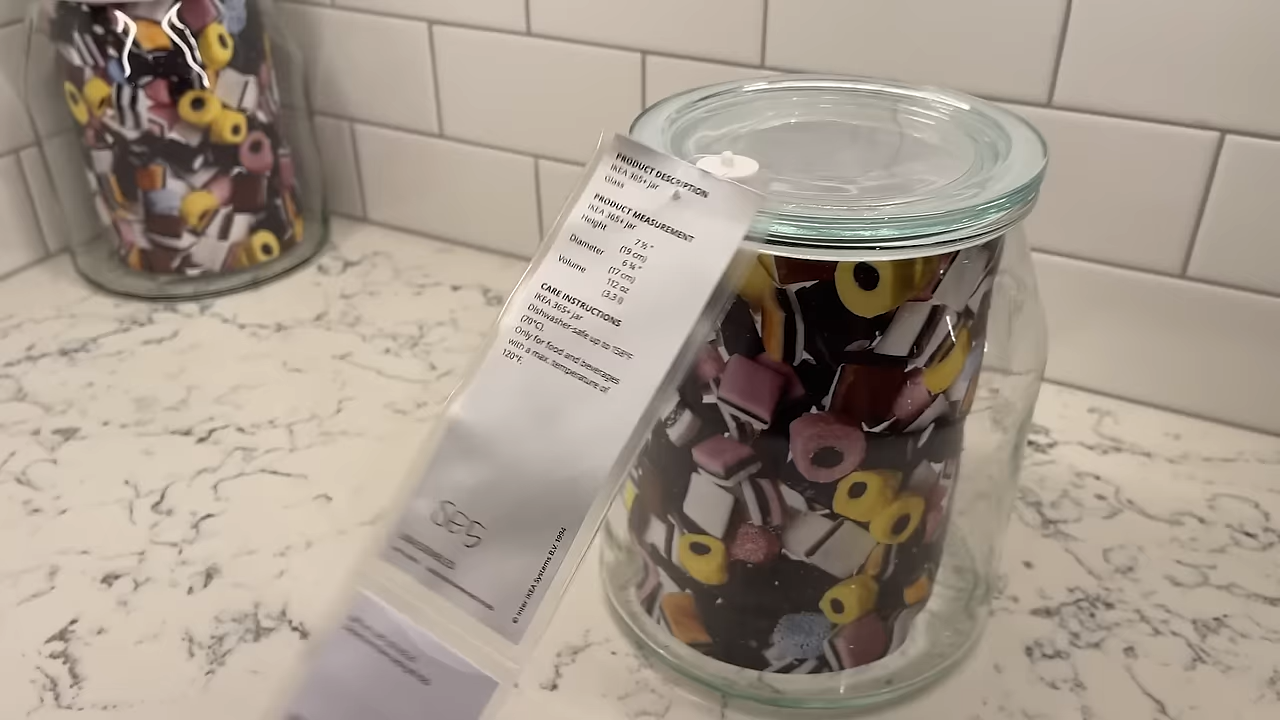 PRODUCT DESCRIPTION
IKEA 365+ jar
Glass
PRODUCT MEASUREMENT
IKEA 365+ jar
Height 7 ½ "
(19 cm)
Diameter 6 ¾ "
(17 cm)
Volume 112 oz
(3.3 l)
CARE INSTRUCTIONS
IKEA 365+ jar
Dishwasher-safe up to 158°F
(70°C).
Only for food and beverages
with a max. temperature of
120°F.
© Inter IKEA Systems B.V. 1994